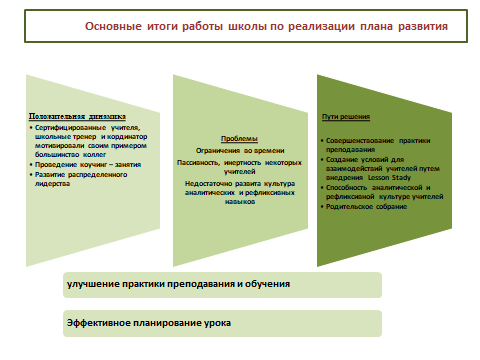 Основные итоги работы школы по реализации плана развития
Положительная динамика
• Сертифицированные учителя,
школьные тренер и кординатор
мотивировали своим примером
большинство коллег
• Проведение коучинг – занятия
• Развитие распределенного
лидерства
Проблемы
Ограничения во времени
Пассивность, инертность некоторых
учителей
Недостаточно развита культура
аналитических и рефликсивных
навыков
Пути решения
• Совершенствование практики
преподавания
• Создание условий для
взаимодействий учителей путем
внедрения Lesson Stady
• Способность аналитической и
рефликсивной культуре учителей
• Родительское собрание
улучшение практики преподавания и обучения
Эффективное планирование урока